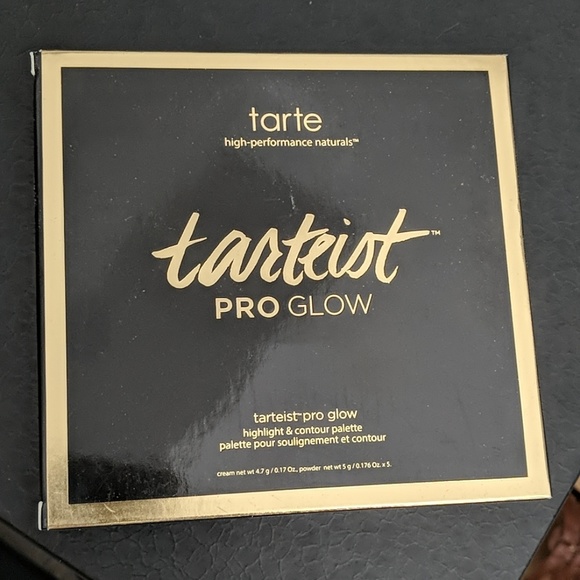 tarte
high-performance naturals™
tarteist™
PRO GLOW
tarteist™ pro glow
highlight & contour palette
palette pour soulignement et contour
cream net wt 4.7 g / 0.17 Oz., powder net wt 5 g / 0.176 Oz. x 5.